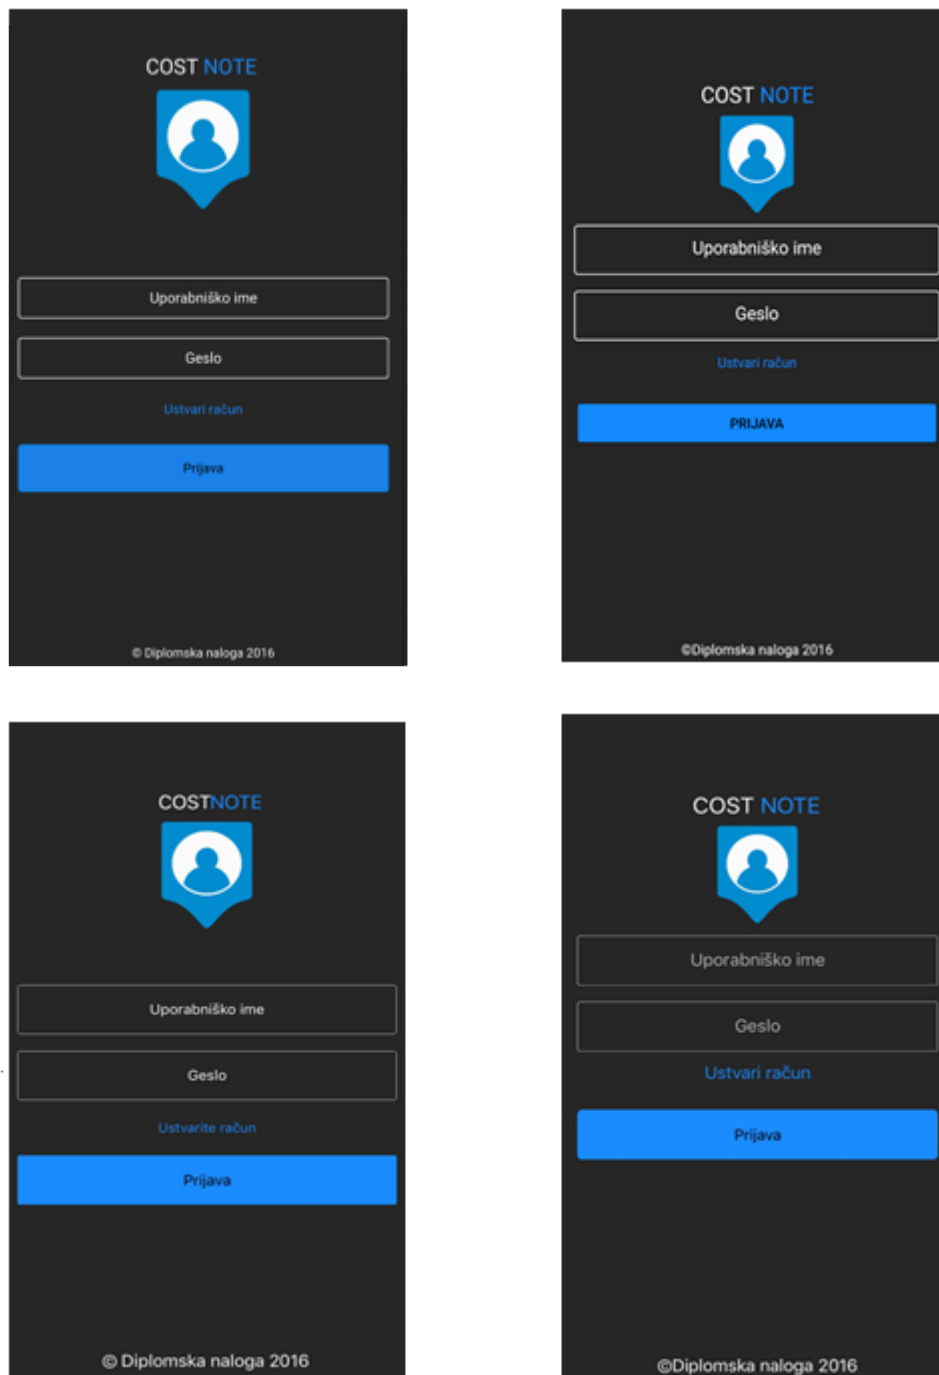 COST NOTE
Uporabniško ime
Geslo
Ustvari račun
Prijava
© Diplomska naloga 2016
COST NOTE
Uporabniško ime
Geslo
Ustvari račun
PRIJAVA
©Diplomska naloga 2016
COSTNOTE
Uporabniško ime
Geslo
Ustvarite račun
Prijava
© Diplomska naloga 2016
COST NOTE
Uporabniško ime
Geslo
Ustvari račun
Prijava
©Diplomska naloga 2016